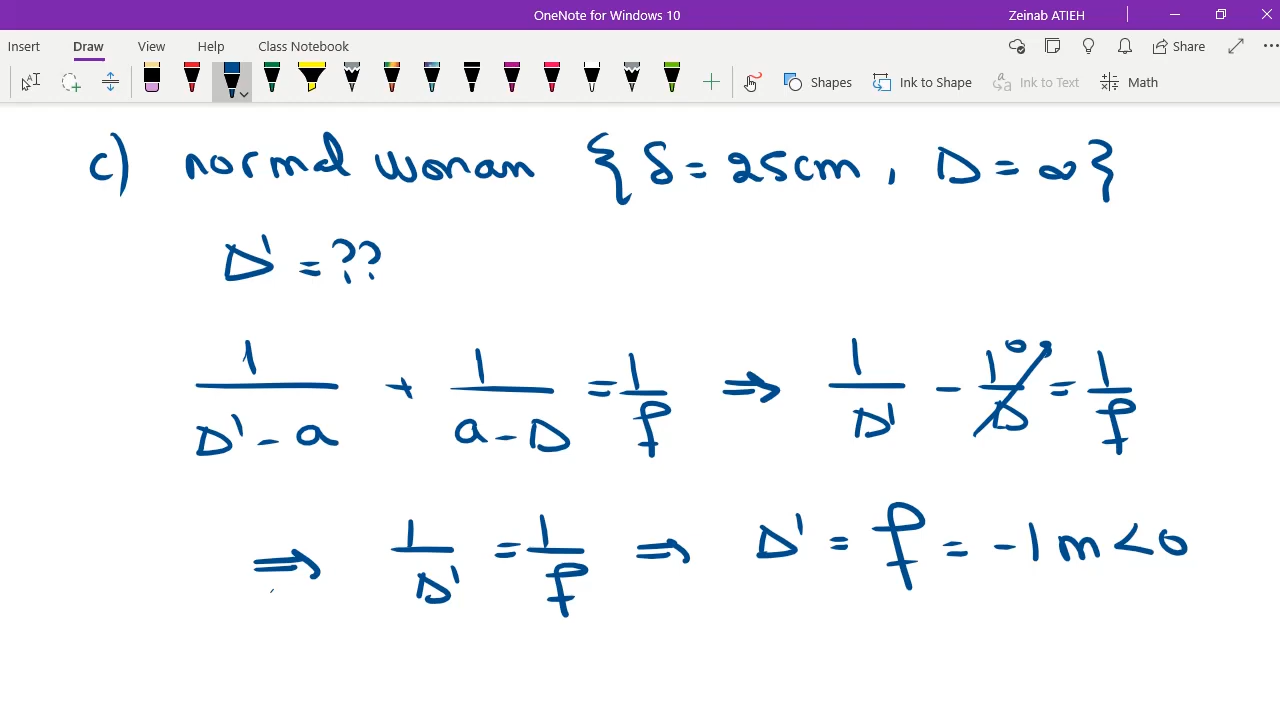 OneNote for Windows 10 Zeinab ATIEH
Insert Draw View Help Class Notebook Share
Shapes Ink to Shape Ink to Text Math
c) normal woman { δ = 25cm, D = ∞ }
D' = ??
1/(D' - a) + 1/(a - D) = 1/f ⇒ 1/D' - 1/D 0 = 1/f
⇒ 1/D' = 1/f ⇒ D' = f = -1m < 0